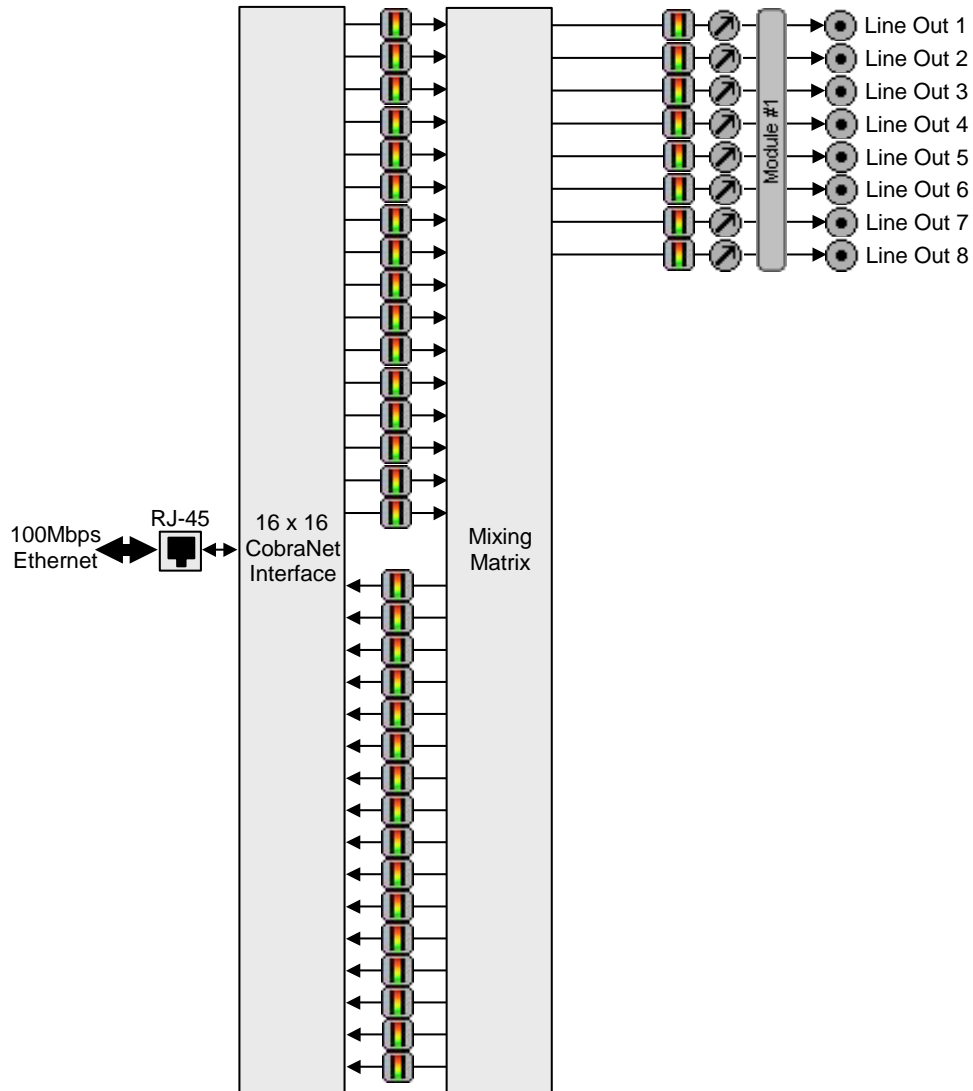 Line Out 1
Line Out 2
Line Out 3
Line Out 4
Line Out 5
Line Out 6
Line Out 7
Line Out 8
Module #1
100Mbps
Ethernet
RJ-45
16 x 16
CobraNet
Interface
Mixing
Matrix